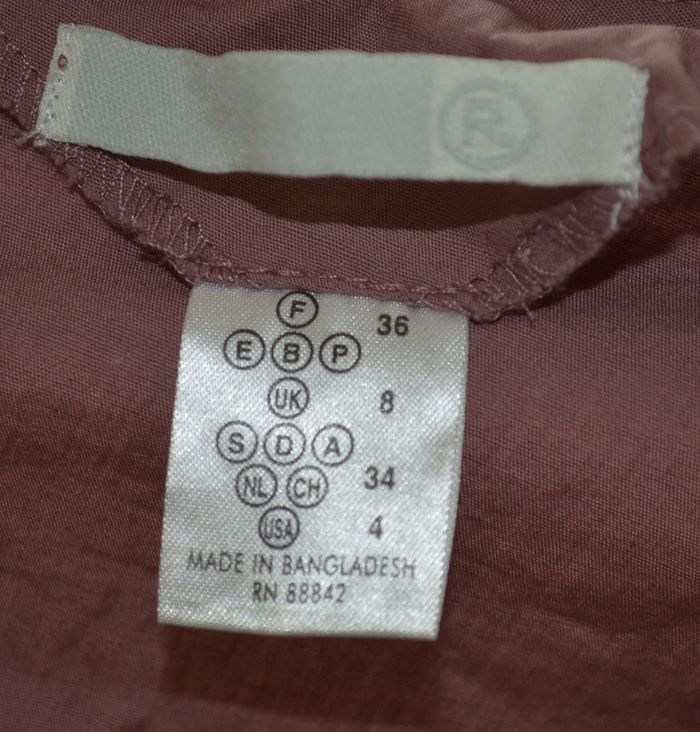 R
F 36
E B P
UK 8
S D A
NL CH 34
USA 4
MADE IN BANGLADESH
RN 88842